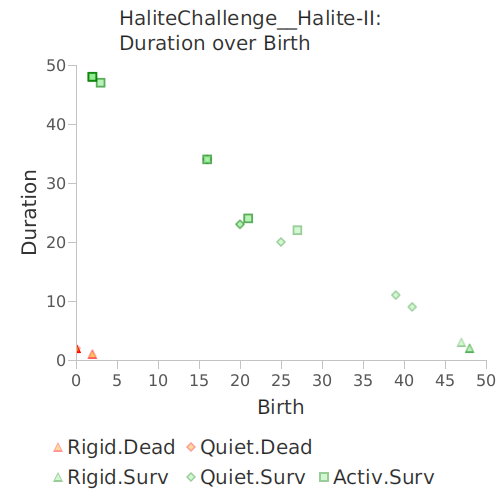 HaliteChallenge__Halite-II:
Duration over Birth
50
40
30
20
10
0
Duration
0 5 10 15 20 25 30 35 40 45 50
Birth
Rigid.Dead Quiet.Dead
Rigid.Surv Quiet.Surv Activ.Surv